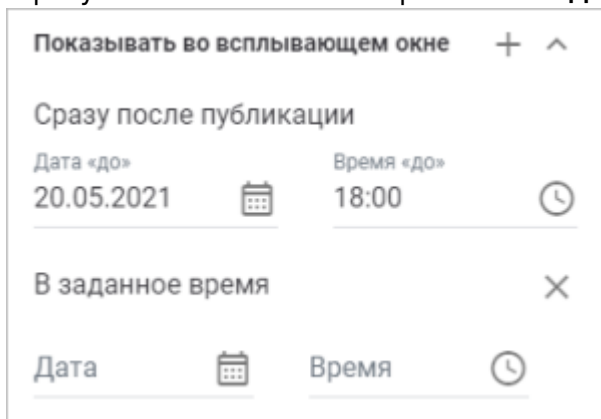 Показывать во всплывающем окне
Сразу после публикации
Дата «до» Время «до»
20.05.2021 18:00
В заданное время
Дата Время